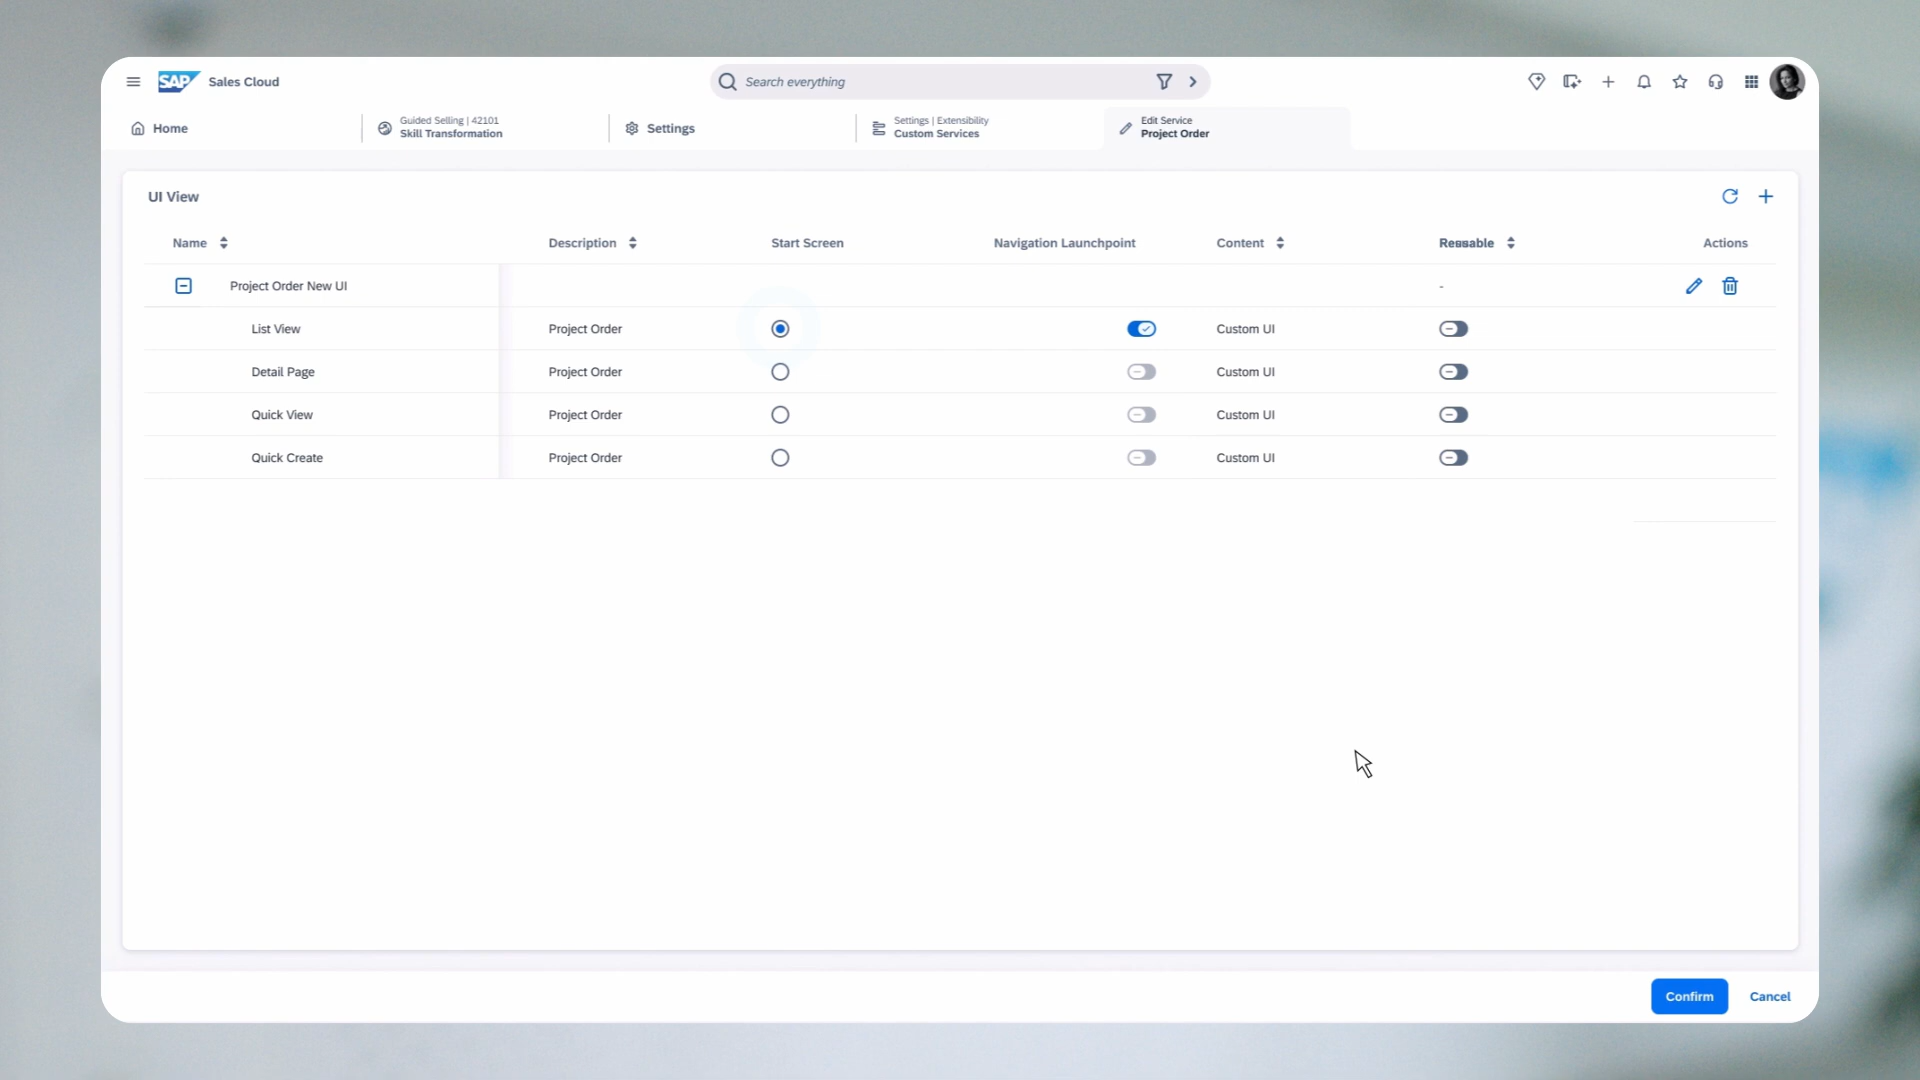 SAP Sales Cloud Search everything
Home
Guided Selling | 42101
Skill Transformation
Settings
Settings | Extensibility
Custom Services
Edit Service
Project Order
UI View
Name Description Start Screen Navigation Launchpoint Content Actions
Project Order New UI -
List View Project Order Custom UI
Detail Page Project Order Custom UI
Quick View Project Order Custom UI
Quick Create Project Order Custom UI
Confirm Cancel